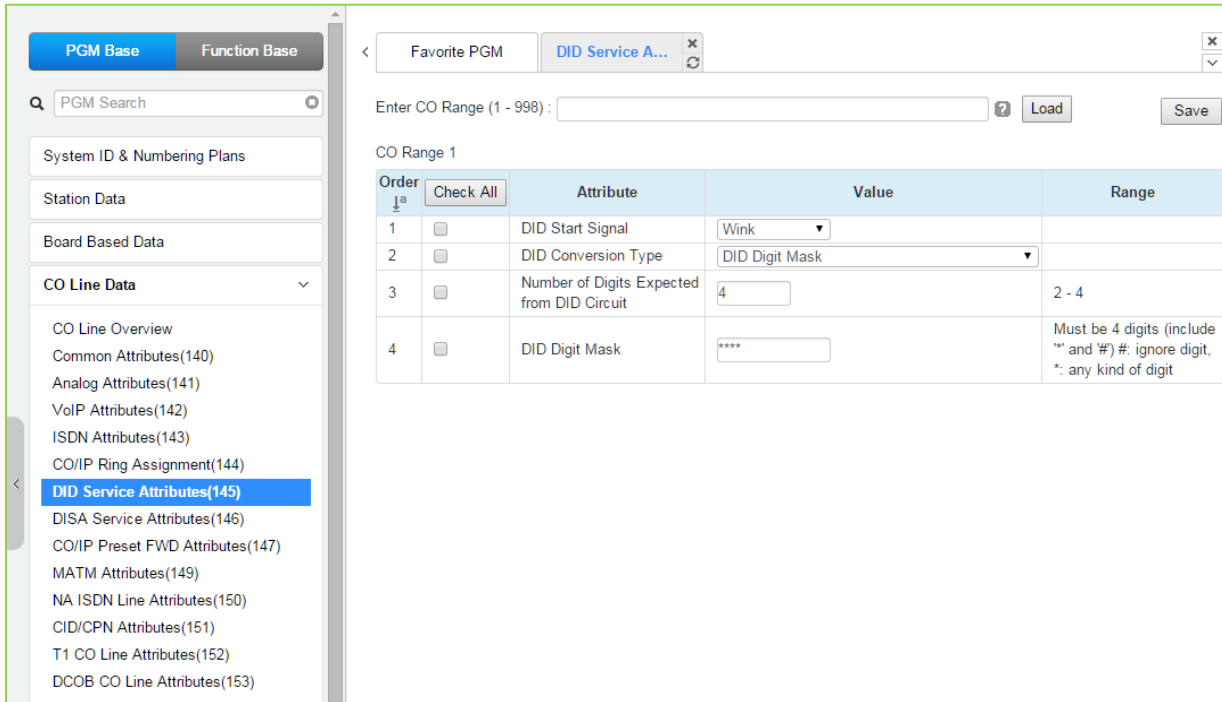 PGM Base
Function Base
PGM Search
System ID & Numbering Plans
Station Data
Board Based Data
CO Line Data
CO Line Overview
Common Attributes(140)
Analog Attributes(141)
VoIP Attributes(142)
ISDN Attributes(143)
CO/IP Ring Assignment(144)
DID Service Attributes(145)
DISA Service Attributes(146)
CO/IP Preset FWD Attributes(147)
MATM Attributes(149)
NA ISDN Line Attributes(150)
CID/CPN Attributes(151)
T1 CO Line Attributes(152)
DCOB CO Line Attributes(153)
Favorite PGM
DID Service A...
Enter CO Range (1 - 998) :
Load
Save
CO Range 1
Order Check All Attribute Value Range
1 DID Start Signal Wink
2 DID Conversion Type DID Digit Mask
3 Number of Digits Expected
from DID Circuit 4 2 - 4
4 DID Digit Mask ****
Must be 4 digits (include
'*' and '#') #: ignore digit,
*: any kind of digit